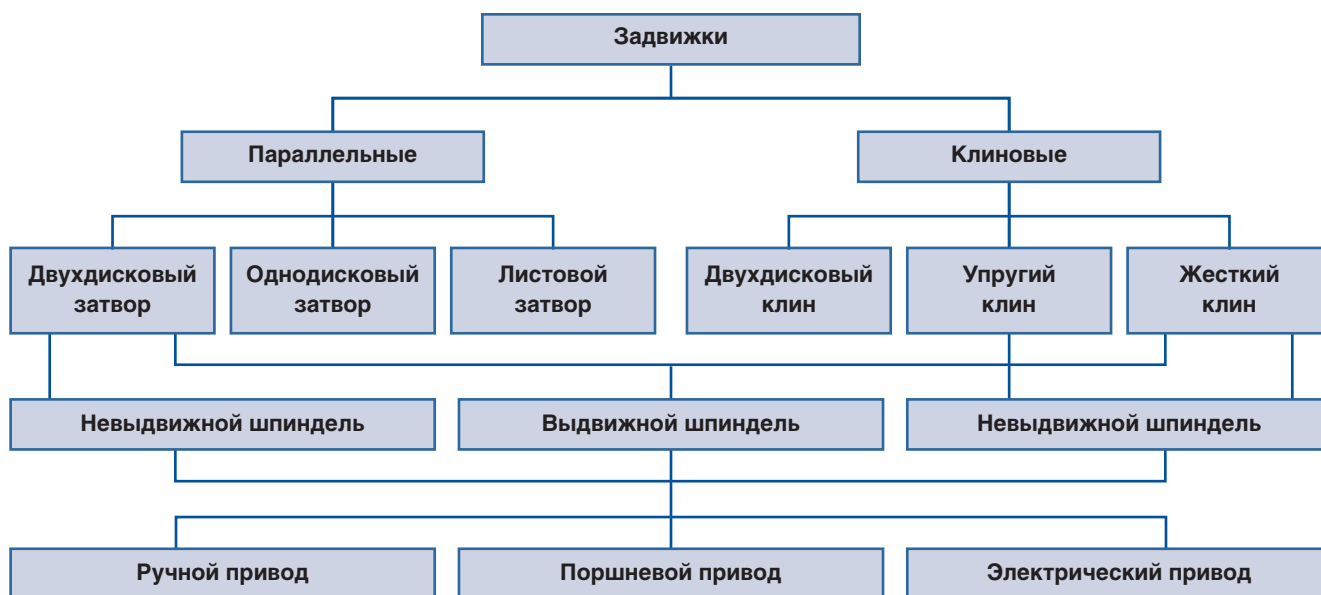 Задвижки
Параллельные
Клиновые
Двухдисковый
затвор
Однодисковый
затвор
Листовой
затвор
Двухдисковый
клин
Упругий
клин
Жесткий
клин
Невыдвижной шпиндель
Выдвижной шпиндель
Невыдвижной шпиндель
Ручной привод
Поршневой привод
Электрический привод